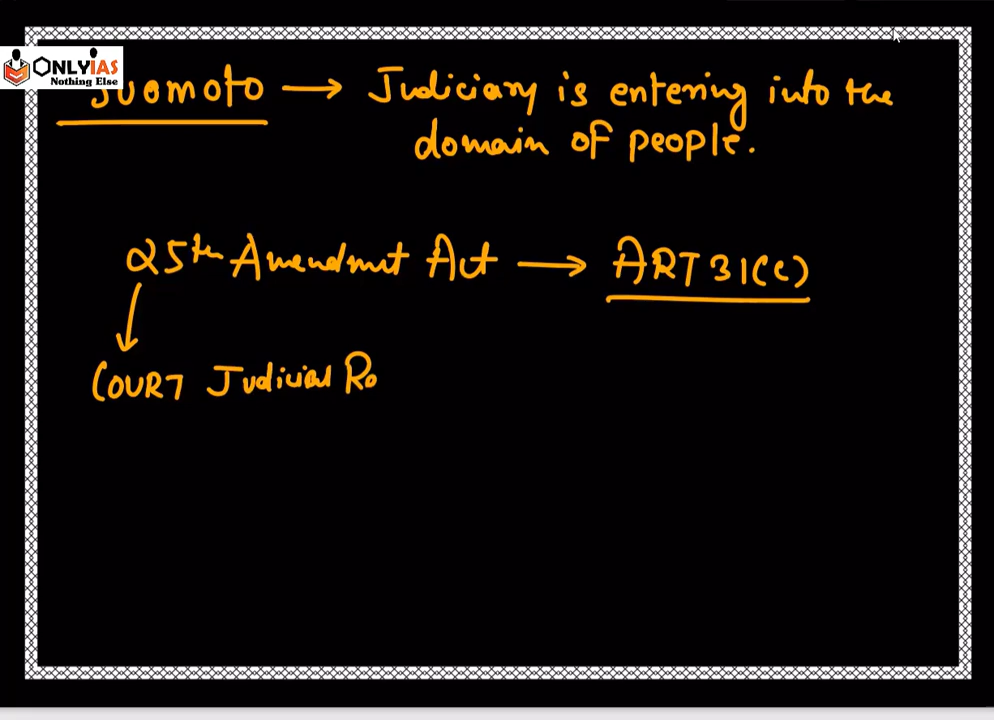 ONLYIAS
Nothing Else
Suomoto → Judiciary is entering into the
domain of people.
25th Amendmnt Act → ART 31(C)
COURT Judicial Ro